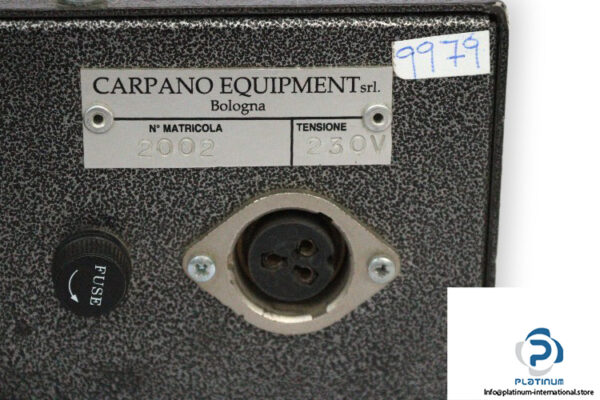 9979
CARPANO EQUIPMENT srl.
Bologna
N° MATRICOLA
2002
TENSIONE
230V
FUSE
PLATINUM
Info@platinum-international.store